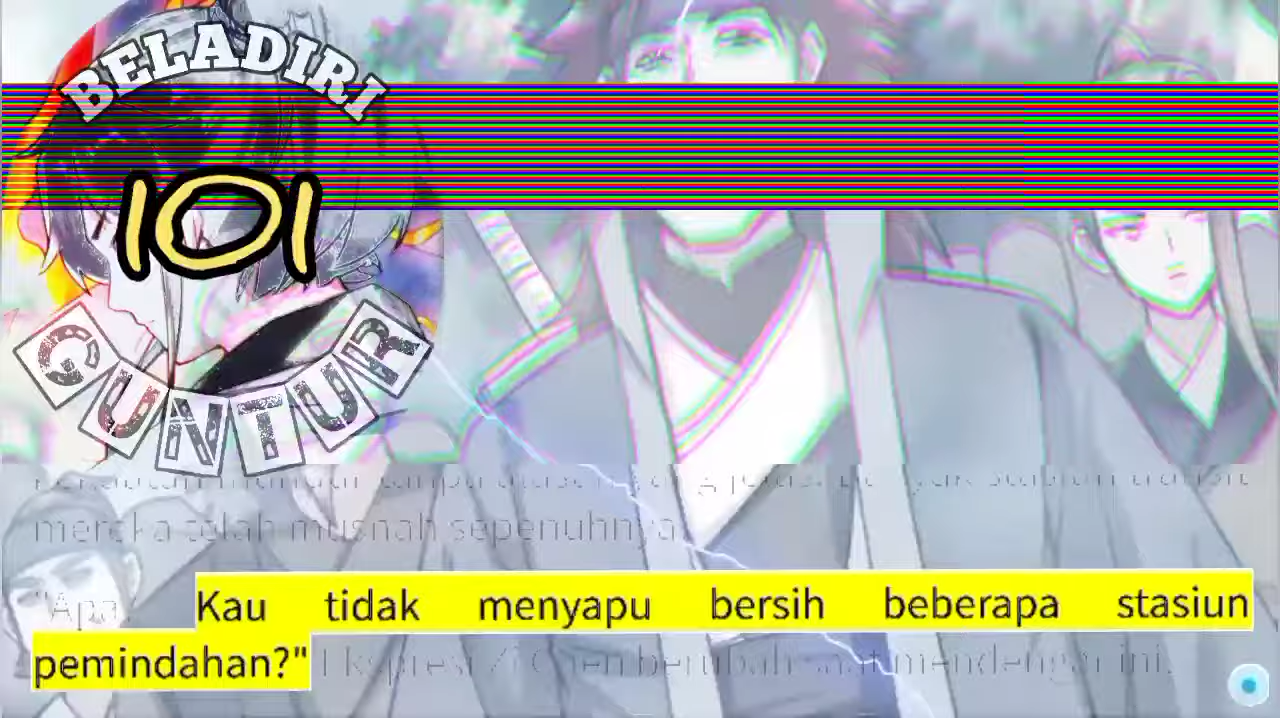 BELADIRI
101
GUNTUR
mereka telah musnah sepenuhnya.
"Apa? Kau tidak menyapu bersih beberapa stasiun
pemindahan?" Ekspresi Zi Chen berubah saat mendengar ini.